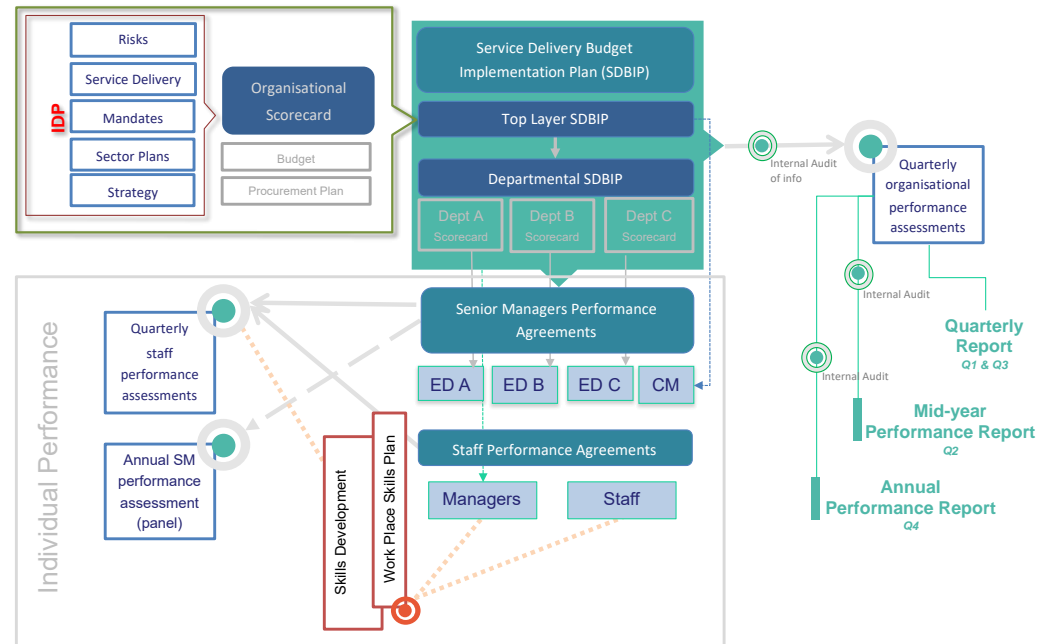 IDP
Risks
Service Delivery
Mandates
Sector Plans
Strategy
Organisational
Scorecard
Budget
Procurement Plan
Service Delivery Budget
Implementation Plan (SDBIP)
Top Layer SDBIP
Departmental SDBIP
Dept A
Scorecard
Dept B
Scorecard
Dept C
Scorecard
Internal Audit
of info
Quarterly
organisational
performance
assessments
Internal Audit
Internal Audit
Quarterly
Report
Q1 & Q3
Mid-year
Performance Report
Q2
Annual
Performance Report
Q4
Individual Performance
Quarterly
staff
performance
assessments
Annual SM
performance
assessment
(panel)
Senior Managers Performance
Agreements
ED A
ED B
ED C
CM
Staff Performance Agreements
Managers
Staff
Skills Development
Work Place Skills Plan